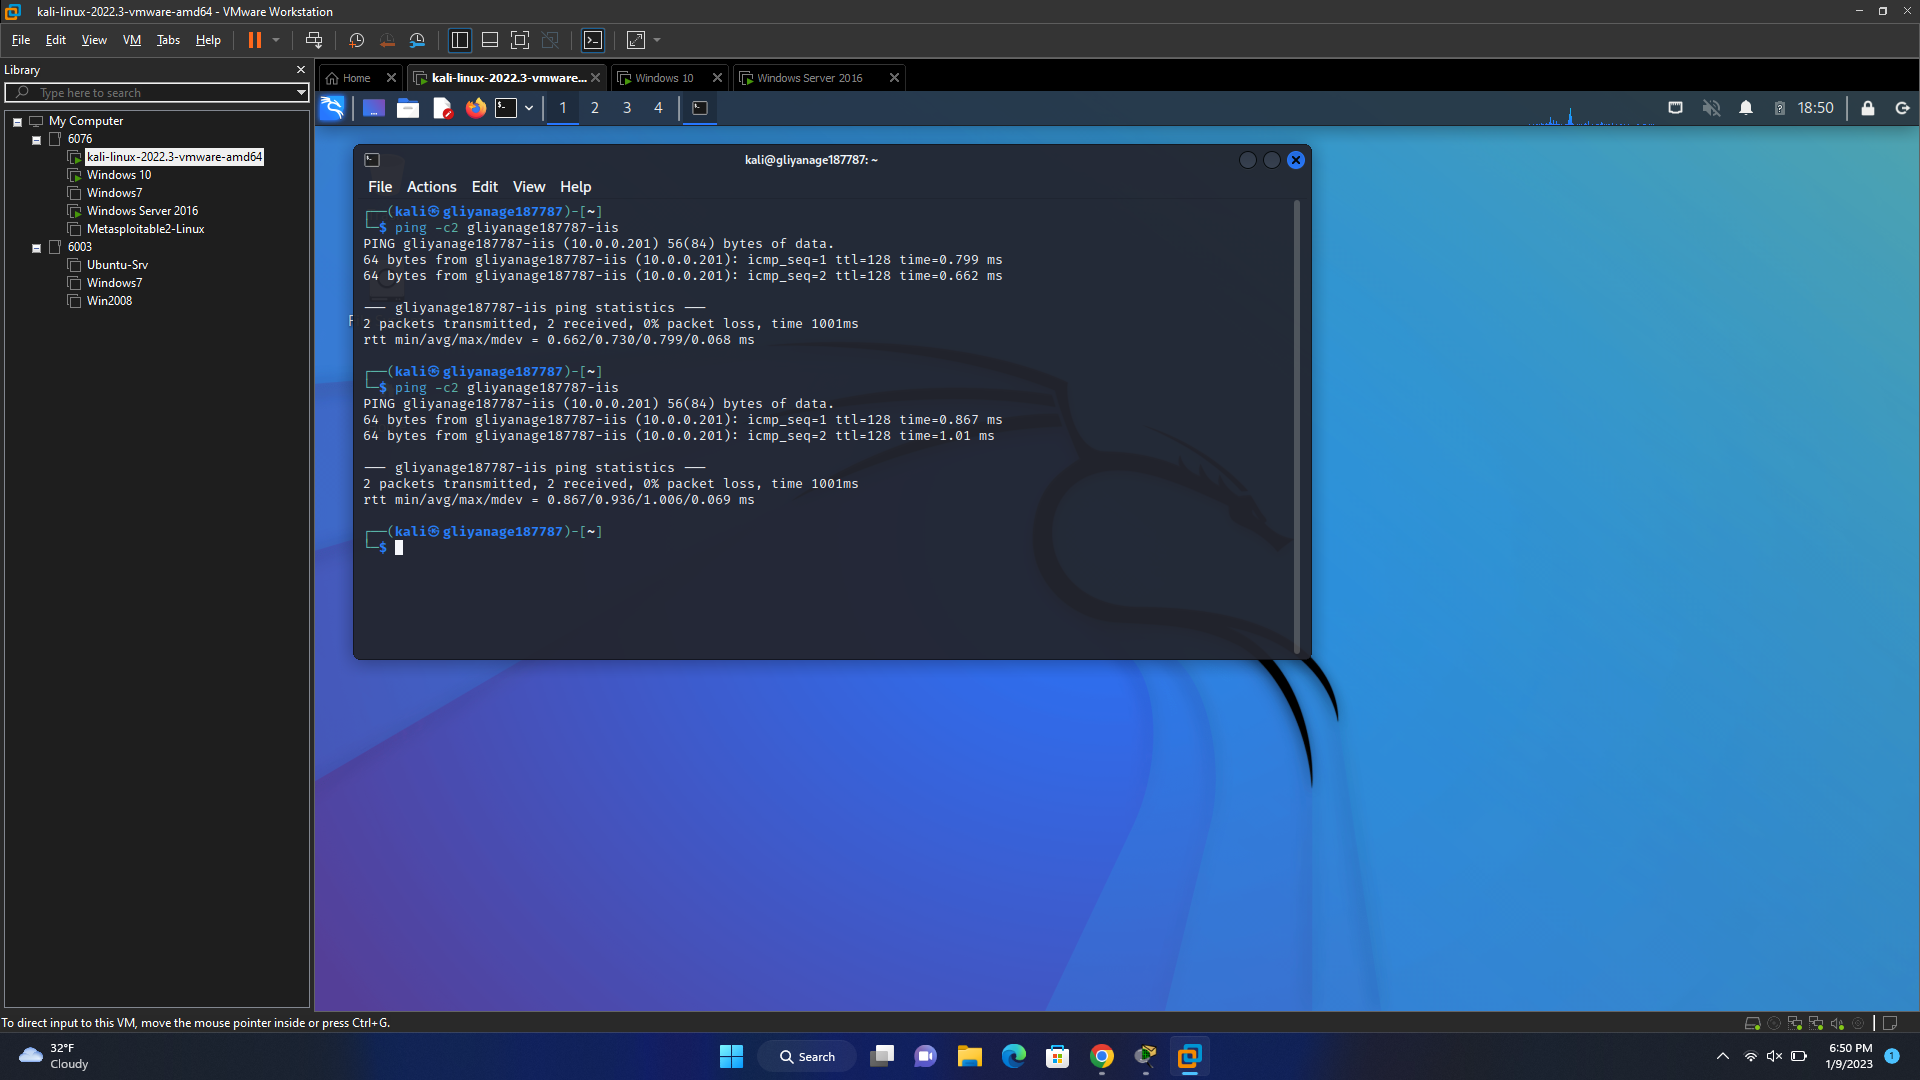 kali-linux-2022.3-vmware-amd64 - VMware Workstation
File Edit View VM Tabs Help
Library
Type here to search
My Computer
6076
kali-linux-2022.3-vmware-amd64
Windows 10
Windows7
Windows Server 2016
Metasploitable2-Linux
6003
Ubuntu-Srv
Windows7
Win2008
Home kali-linux-2022.3-vmware... Windows 10 Windows Server 2016
1 2 3 4 18:50
kali@gliyanage187787: ~
File Actions Edit View Help
┌──(kali㉿gliyanage187787)-[~]
└─$ ping -c2 gliyanage187787-iis
PING gliyanage187787-iis (10.0.0.201) 56(84) bytes of data.
64 bytes from gliyanage187787-iis (10.0.0.201): icmp_seq=1 ttl=128 time=0.799 ms
64 bytes from gliyanage187787-iis (10.0.0.201): icmp_seq=2 ttl=128 time=0.662 ms
--- gliyanage187787-iis ping statistics ---
2 packets transmitted, 2 received, 0% packet loss, time 1001ms
rtt min/avg/max/mdev = 0.662/0.730/0.799/0.068 ms
┌──(kali㉿gliyanage187787)-[~]
└─$ ping -c2 gliyanage187787-iis
PING gliyanage187787-iis (10.0.0.201) 56(84) bytes of data.
64 bytes from gliyanage187787-iis (10.0.0.201): icmp_seq=1 ttl=128 time=0.867 ms
64 bytes from gliyanage187787-iis (10.0.0.201): icmp_seq=2 ttl=128 time=1.01 ms
--- gliyanage187787-iis ping statistics ---
2 packets transmitted, 2 received, 0% packet loss, time 1001ms
rtt min/avg/max/mdev = 0.867/0.936/1.006/0.069 ms
┌──(kali㉿gliyanage187787)-[~]
└─$
To direct input to this VM, move the mouse pointer inside or press Ctrl+G.
32°F
Cloudy
Search
6:50 PM
1/9/2023
1